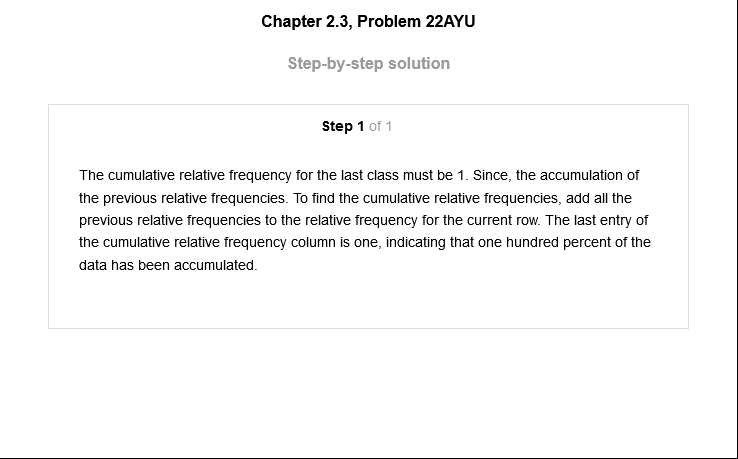 Chapter 2.3, Problem 22AYU
Step-by-step solution
Step 1 of 1
The cumulative relative frequency for the last class must be 1. Since, the accumulation of
the previous relative frequencies. To find the cumulative relative frequencies, add all the
previous relative frequencies to the relative frequency for the current row. The last entry of
the cumulative relative frequency column is one, indicating that one hundred percent of the
data has been accumulated.